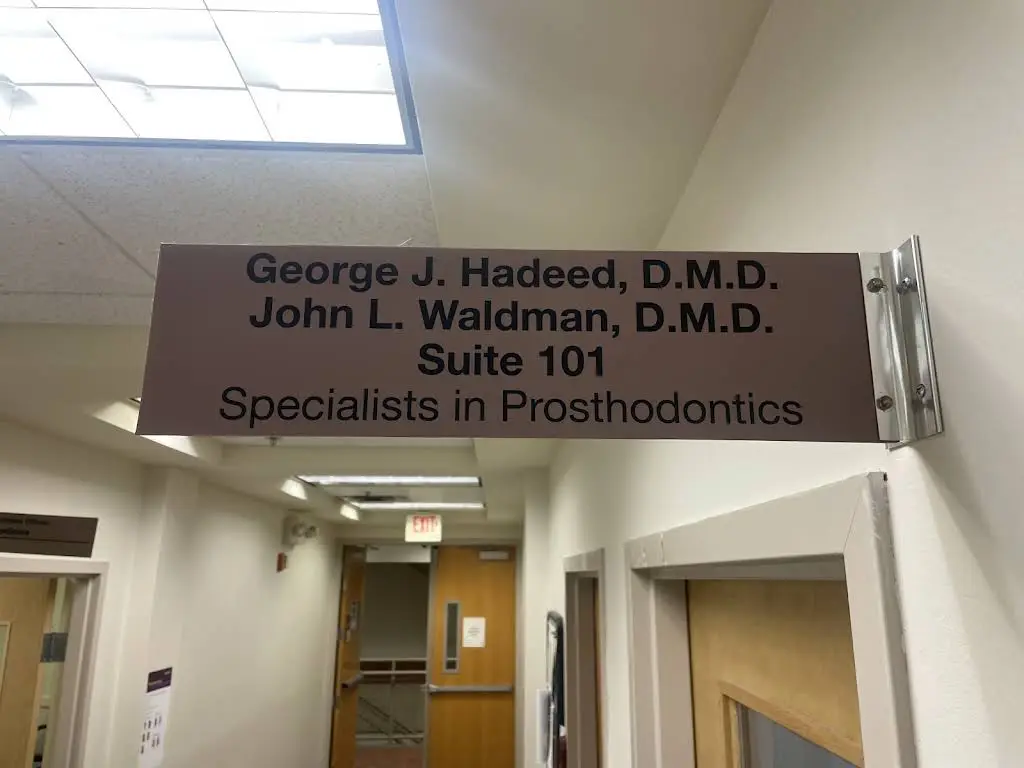 George J. Hadeed, D.M.D.
John L. Waldman, D.M.D.
Suite 101
Specialists in Prosthodontics
EXIT